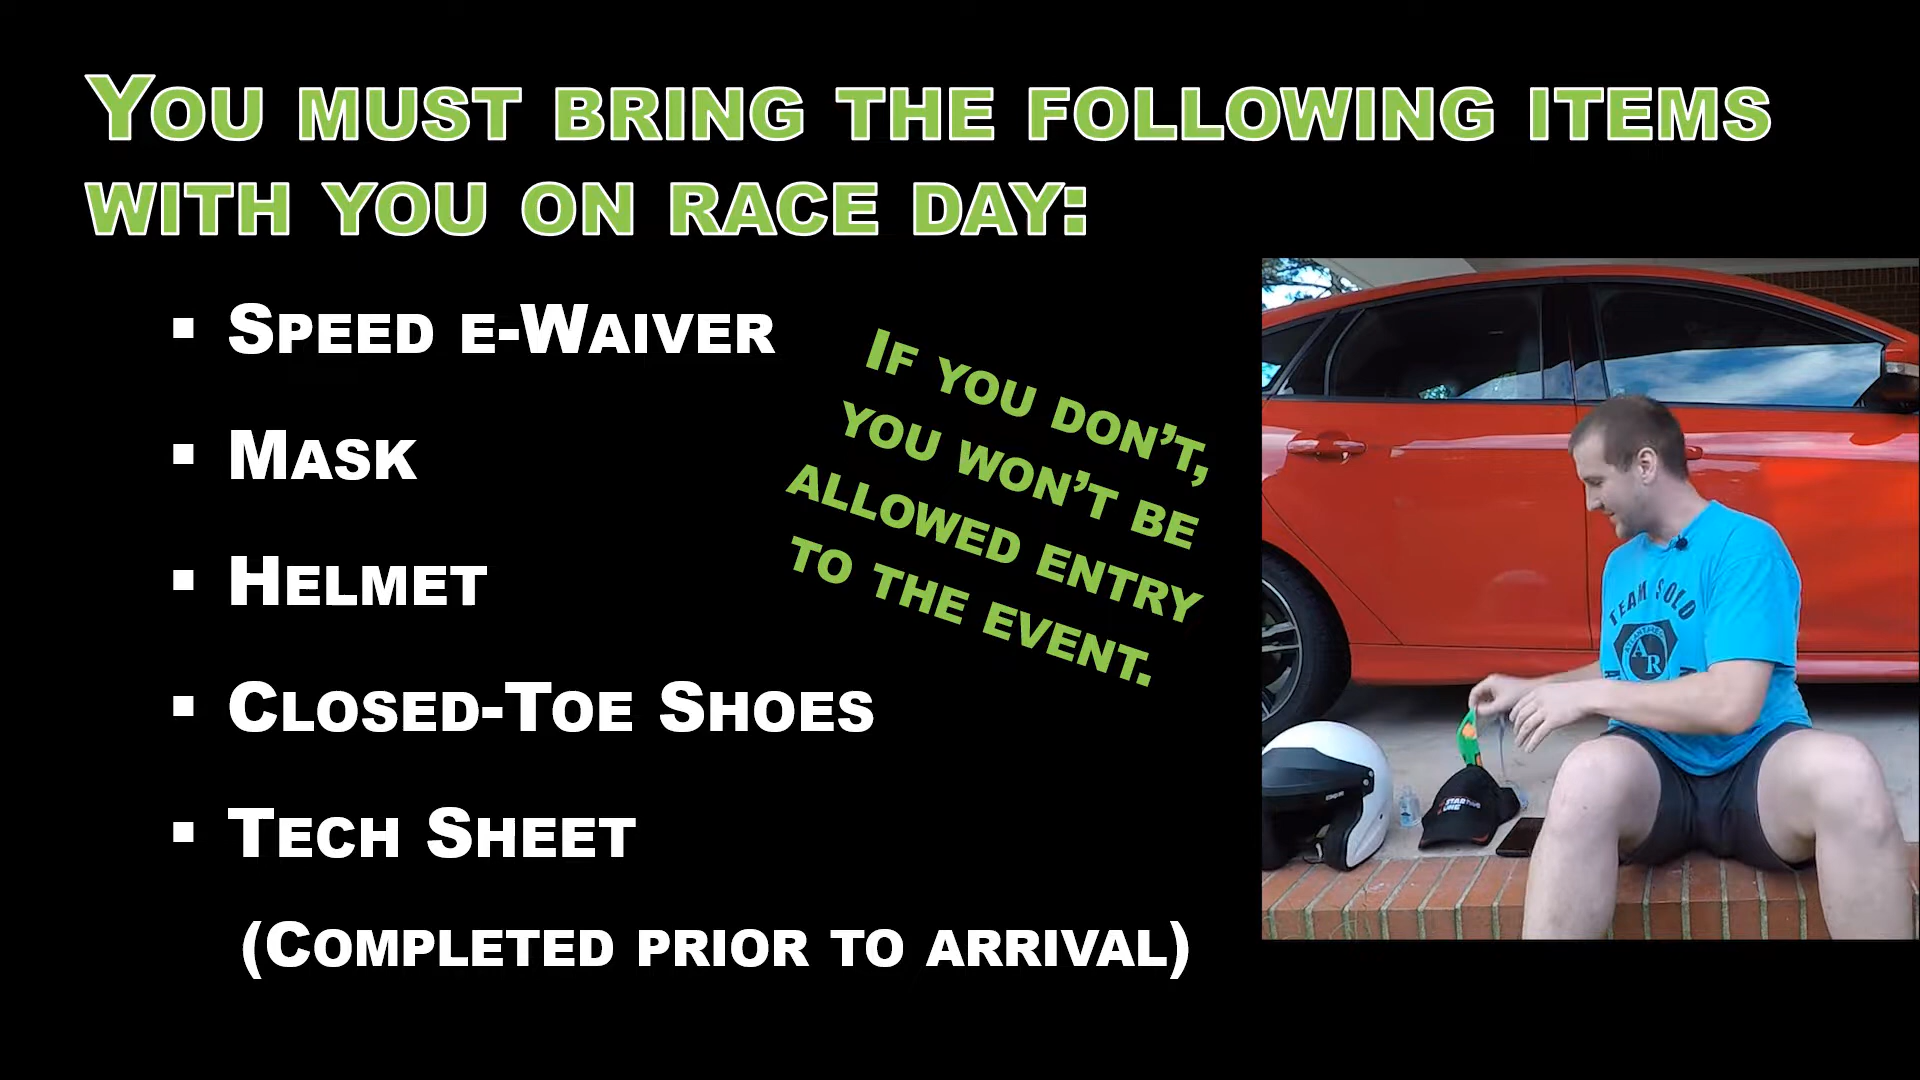 You must bring the following items
with you on race day:
▪ Speed e-Waiver
▪ Mask
▪ Helmet
▪ Closed-Toe Shoes
▪ Tech Sheet
(Completed prior to arrival)
If you don’t,
you won’t be
allowed entry
to the event.
TEAM SOLO
AR